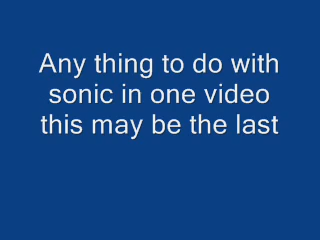 Any thing to do with
sonic in one video
this may be the last